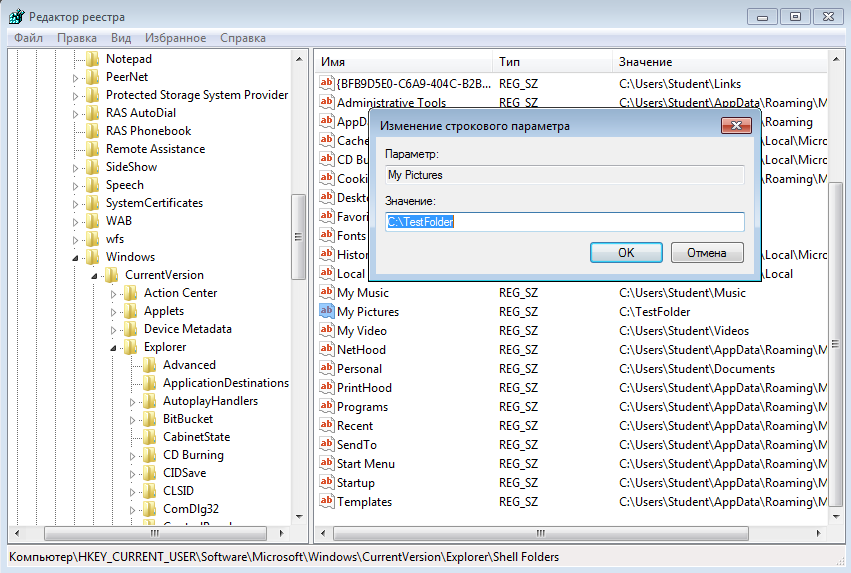 Редактор реестра
Файл Правка Вид Избранное Справка
Notepad
PeerNet
Protected Storage System Provider
RAS AutoDial
RAS Phonebook
Remote Assistance
SideShow
Speech
SystemCertificates
WAB
wfs
Windows
CurrentVersion
Action Center
Applets
Device Metadata
Explorer
Advanced
ApplicationDestinations
AutoplayHandlers
BitBucket
CabinetState
CD Burning
CIDSave
CLSID
ComDlg32
Имя Тип Значение
{BFB9D5E0-C6A9-404C-B2B... REG_SZ C:\Users\Student\Links
Administrative Tools REG_SZ C:\Users\Student\AppData\Roaming\M
AppD \Roaming
Cache \Local\Micro
CD Bu \Local\Micro
Cooki \Roaming\M
Deskto
Favori
Fonts
Histor \Local\Micro
Local \Local
My Music REG_SZ C:\Users\Student\Music
My Pictures REG_SZ C:\TestFolder
My Video REG_SZ C:\Users\Student\Videos
NetHood REG_SZ C:\Users\Student\AppData\Roaming\M
Personal REG_SZ C:\Users\Student\Documents
PrintHood REG_SZ C:\Users\Student\AppData\Roaming\M
Programs REG_SZ C:\Users\Student\AppData\Roaming\M
Recent REG_SZ C:\Users\Student\AppData\Roaming\M
SendTo REG_SZ C:\Users\Student\AppData\Roaming\M
Start Menu REG_SZ C:\Users\Student\AppData\Roaming\M
Startup REG_SZ C:\Users\Student\AppData\Roaming\M
Templates REG_SZ C:\Users\Student\AppData\Roaming\M
Изменение строкового параметра
Параметр:
My Pictures
Значение:
C:\TestFolder
OK Отмена
Компьютер\HKEY_CURRENT_USER\Software\Microsoft\Windows\CurrentVersion\Explorer\Shell Folders